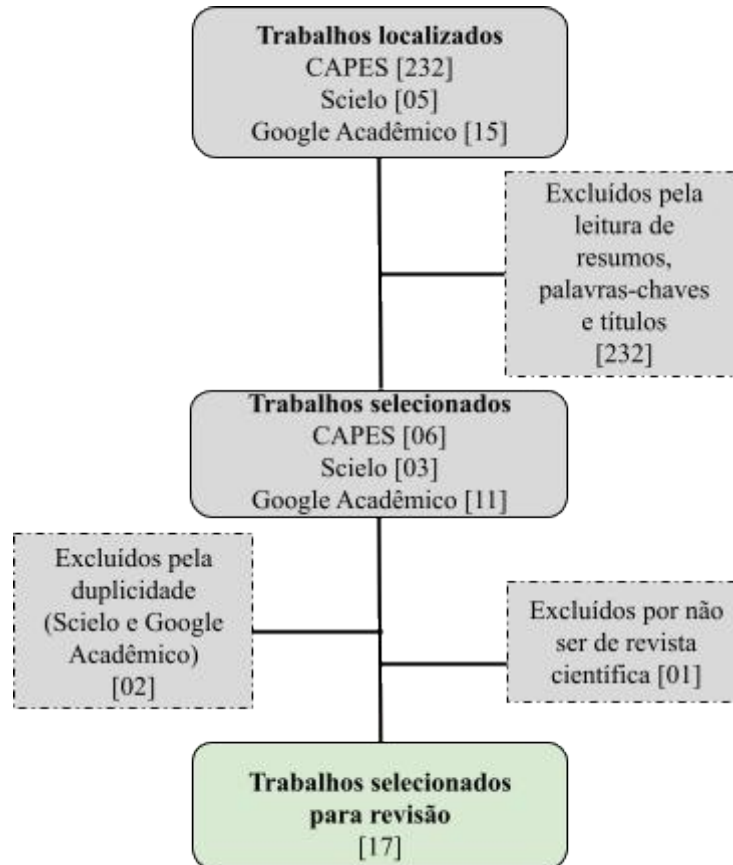 Trabalhos localizados
CAPES [232]
Scielo [05]
Google Acadêmico [15]
Excluídos pela
leitura de
resumos,
palavras-chaves
e títulos
[232]
Trabalhos selecionados
CAPES [06]
Scielo [03]
Google Acadêmico [11]
Excluídos pela
duplicidade
(Scielo e Google
Acadêmico)
[02]
Excluídos por não
ser de revista
científica [01]
Trabalhos selecionados
para revisão
[17]